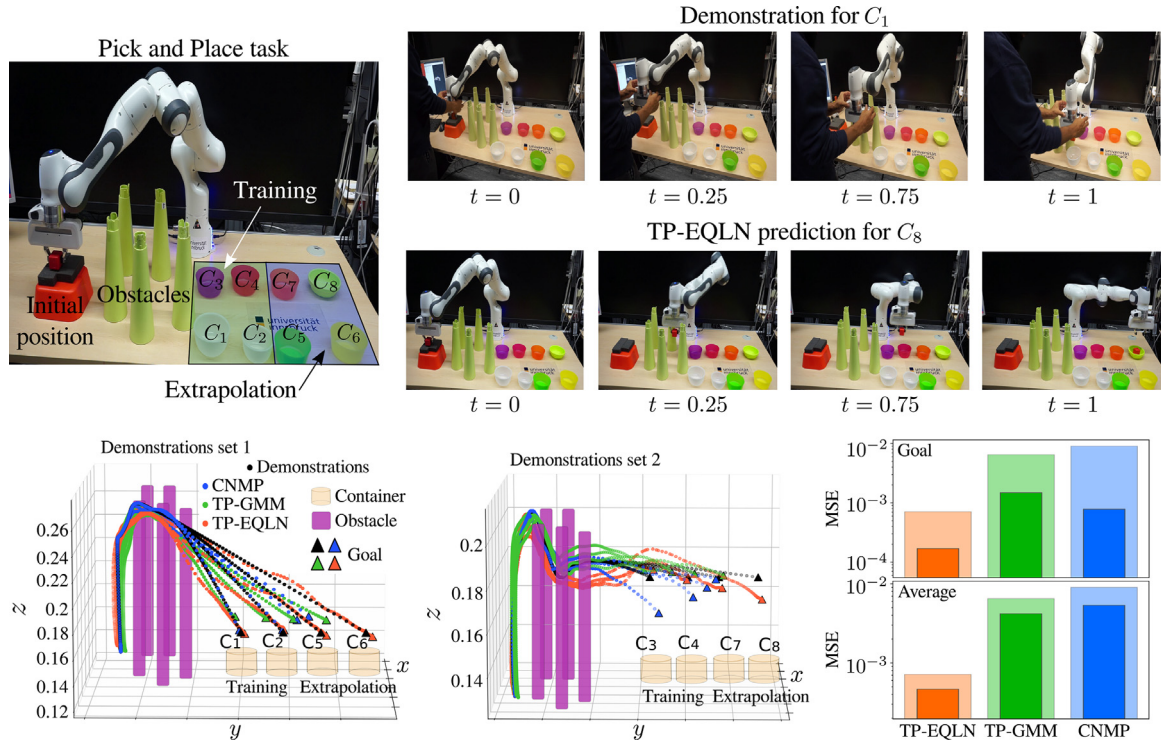 Pick and Place task
Training
C₃ C₄ C₇ C₈
Initial position
Obstacles
C₁ C₂ C₅ C₆
universität
innsbruck
Extrapolation
Demonstration for C₁
t = 0
t = 0.25
t = 0.75
t = 1
TP-EQLN prediction for C₈
t = 0
t = 0.25
t = 0.75
t = 1
Demonstrations set 1
Demonstrations
CNMP
TP-GMM
TP-EQLN
Container
Obstacle
Goal
0.26
0.24
0.22
0.2
0.19
0.18
0.16
0.14
0.12
z
C1 C2 C5 C6
x
Training Extrapolation
y
Demonstrations set 2
0.2
0.18
0.16
0.14
z
C3 C4 C7 C8
x
Training Extrapolation
y
Goal
10⁻²
10⁻³
10⁻⁴
MSE
Average
10⁻²
10⁻³
MSE
TP-EQLN TP-GMM CNMP